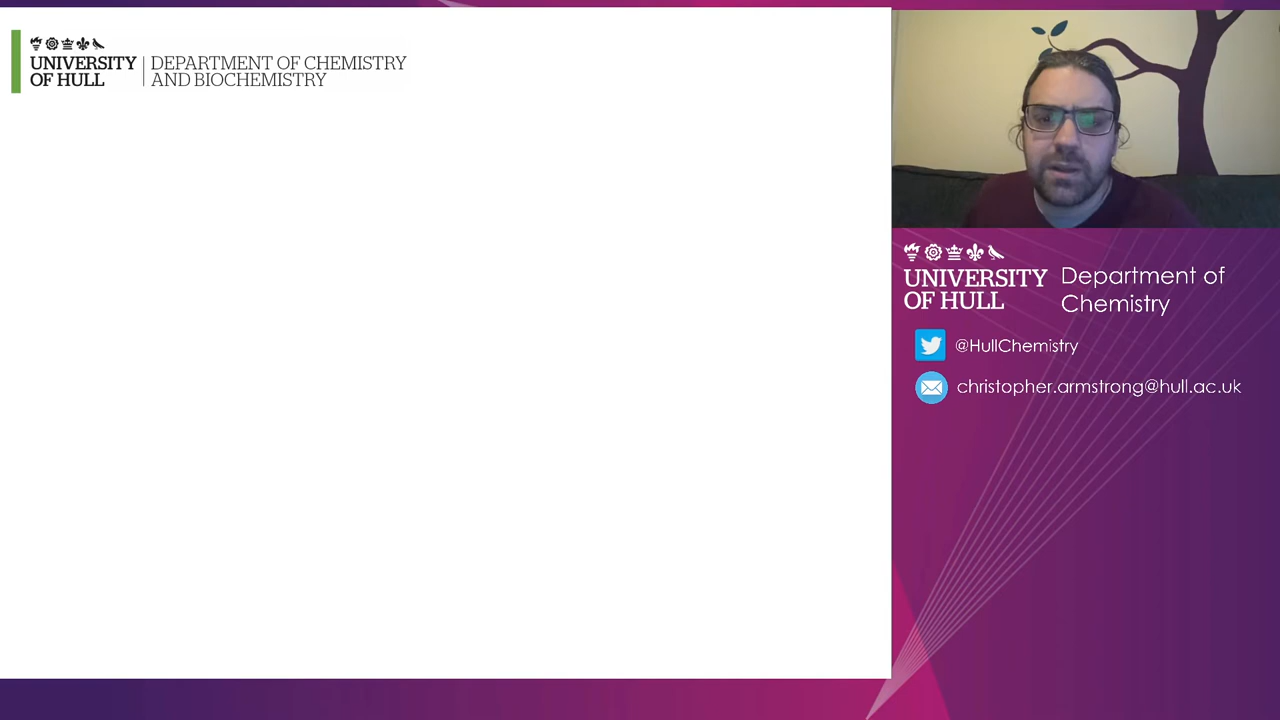 UNIVERSITY
OF HULL
DEPARTMENT OF CHEMISTRY
AND BIOCHEMISTRY
UNIVERSITY
OF HULL
Department of
Chemistry
@HullChemistry
christopher.armstrong@hull.ac.uk